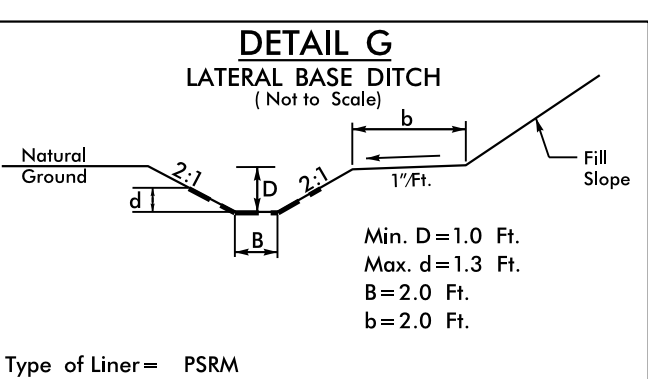 DETAIL G
LATERAL BASE DITCH
( Not to Scale)
b
Natural
Ground
2:1
D
2:1
1"/Ft.
Fill
Slope
d
B
Min. D=1.0 Ft.
Max. d=1.3 Ft.
B=2.0 Ft.
b=2.0 Ft.
Type of Liner= PSRM